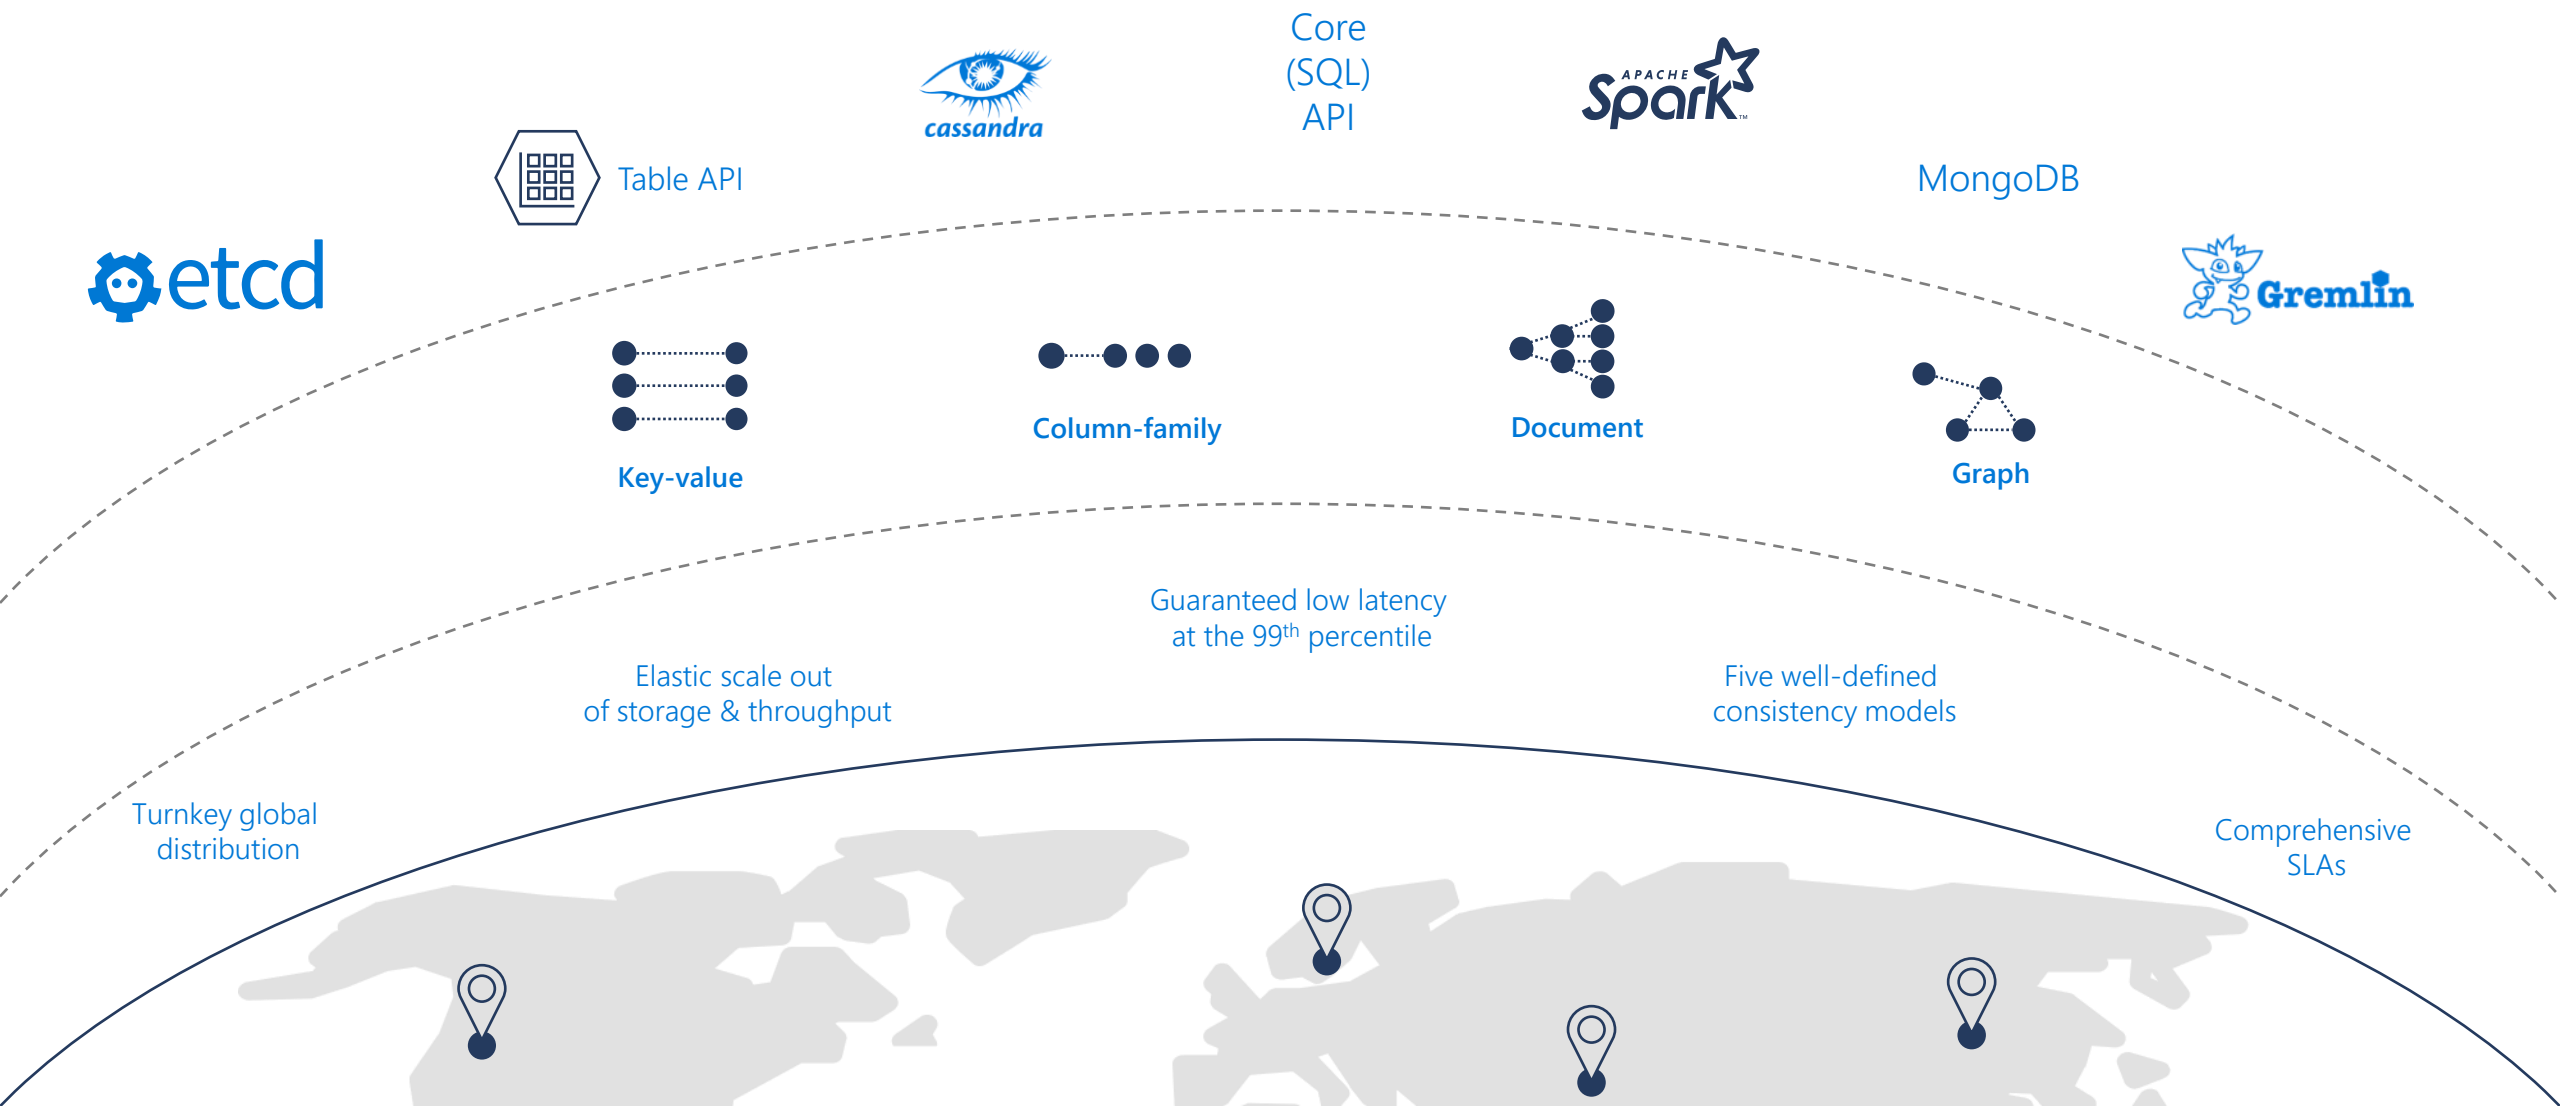 Core
(SQL)
API
APACHE
Spark™
cassandra
Table API
MongoDB
etcd
Gremlin
Key-value
Column-family
Document
Graph
Guaranteed low latency
at the 99th percentile
Elastic scale out
of storage & throughput
Five well-defined
consistency models
Turnkey global
distribution
Comprehensive
SLAs